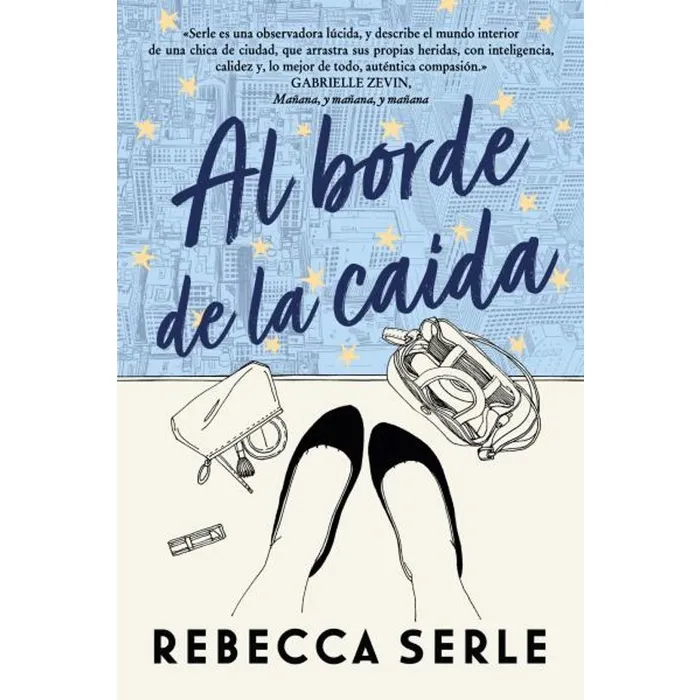 «Serle es una observadora lúcida, y describe el mundo interior
de una chica de ciudad, que arrastra sus propias heridas, con inteligencia,
calidez y, lo mejor de todo, auténtica compasión.»
GABRIELLE ZEVIN,
Mañana, y mañana, y mañana
Al borde
de la caida
REBECCA SERLE